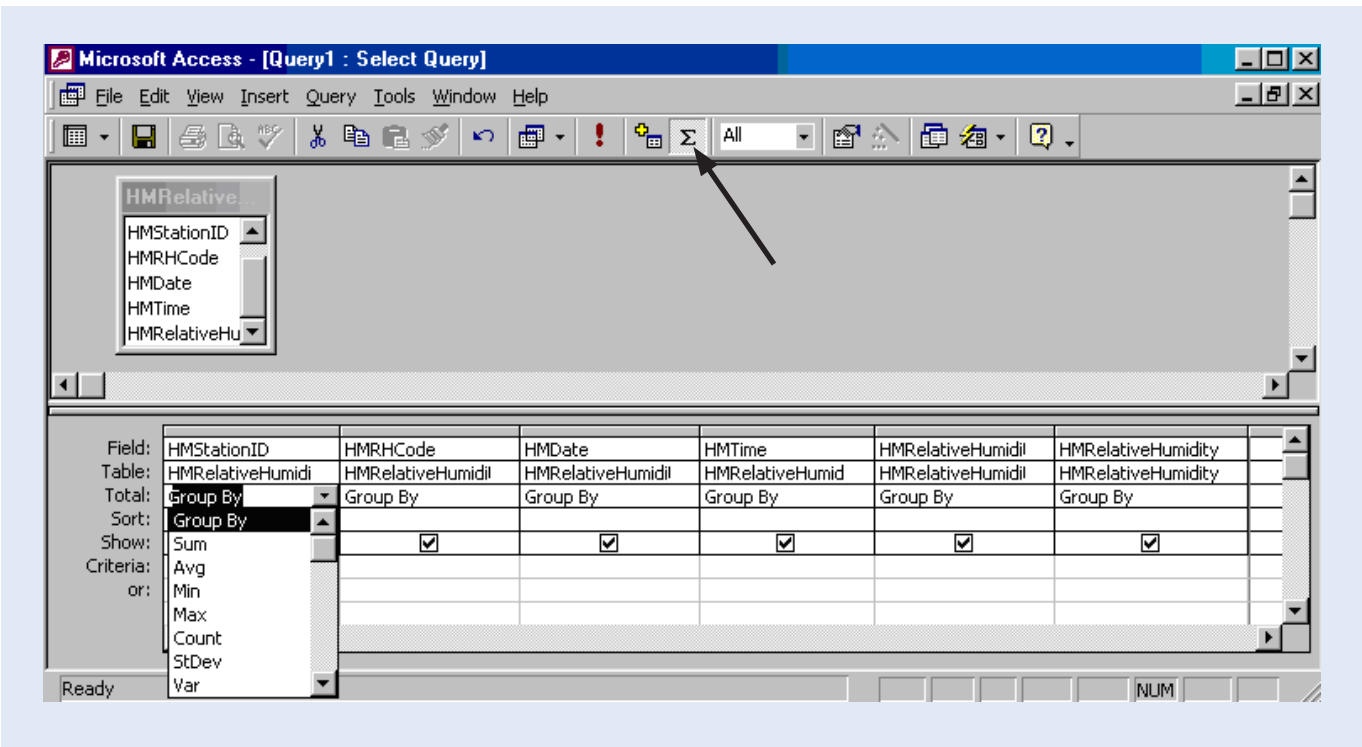 Microsoft Access - [Query1 : Select Query]
File Edit View Insert Query Tools Window Help
ABC Σ All
HMRelative...
HMStationID
HMRHCode
HMDate
HMTime
HMRelativeHu
Field: HMStationID HMRHCode HMDate HMTime HMRelativeHumidi HMRelativeHumidity
Table: HMRelativeHumidi HMRelativeHumidi HMRelativeHumidi HMRelativeHumid HMRelativeHumidi HMRelativeHumidity
Total: Group By Group By Group By Group By Group By Group By
Sort: Group By
Show: Sum
Criteria: Avg
or: Min
Max
Count
StDev
Var
Ready NUM